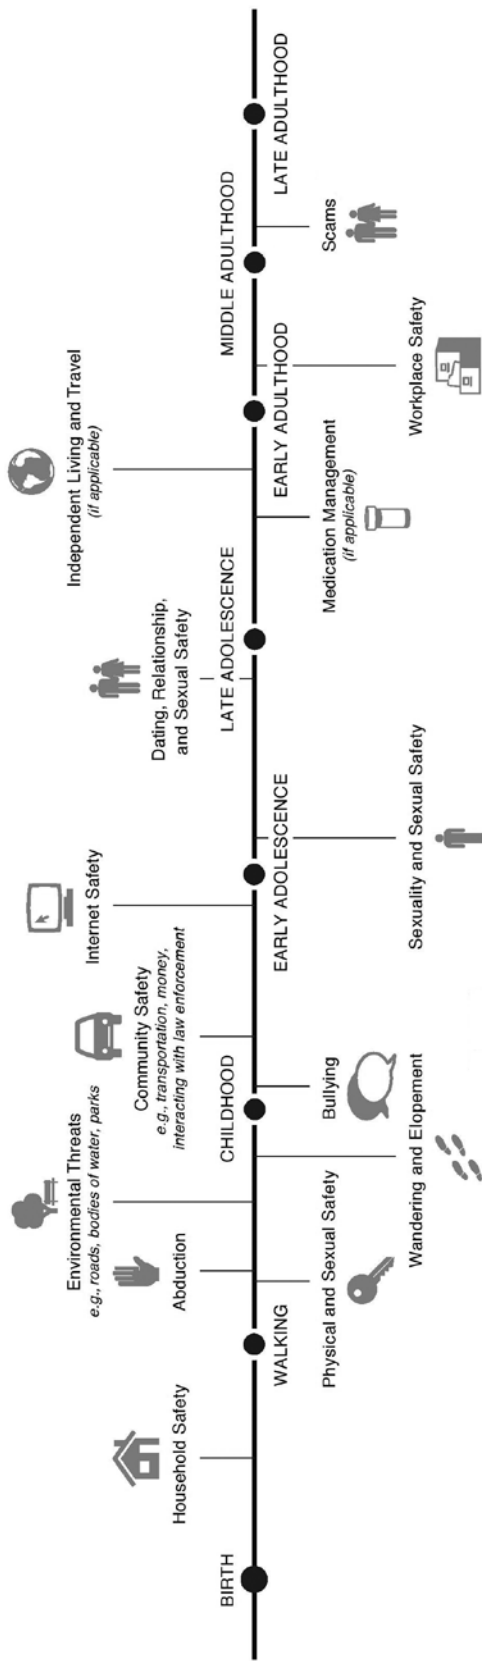 BIRTH
Household Safety
WALKING
Abduction
Physical and Sexual Safety
Environmental Threats
e.g., roads, bodies of water, parks
Wandering and Elopement
CHILDHOOD
Bullying
Community Safety
e.g., transportation, money,
interacting with law enforcement
Internet Safety
EARLY ADOLESCENCE
Sexuality and Sexual Safety
Dating, Relationship,
and Sexual Safety
LATE ADOLESCENCE
Medication Management
(if applicable)
Independent Living and Travel
(if applicable)
EARLY ADULTHOOD
Workplace Safety
MIDDLE ADULTHOOD
Scams
LATE ADULTHOOD